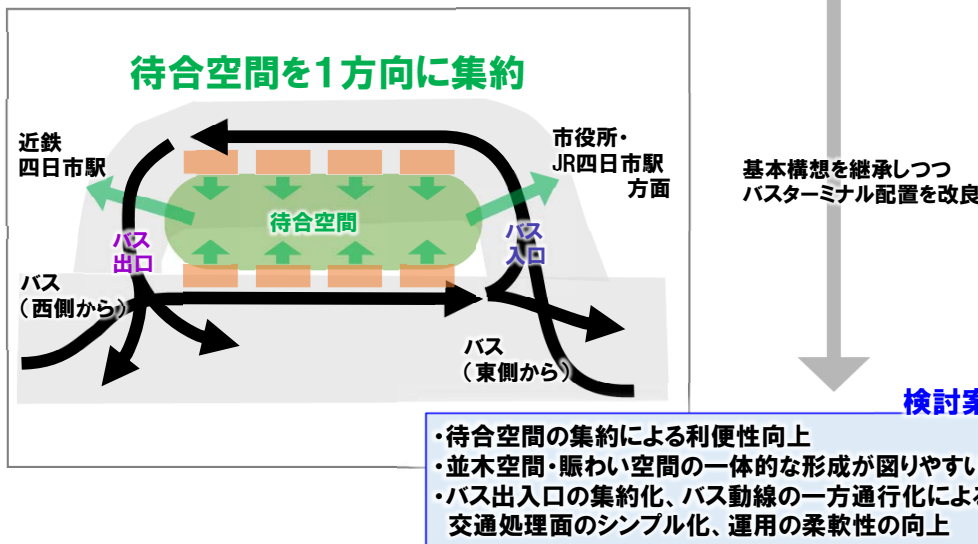 待合空間を1方向に集約
近鉄
四日市駅
市役所・
JR四日市駅
方面
待合空間
バス
出口
バス
入口
バス
（西側から）
バス
（東側から）
基本構想を継承しつつ
バスターミナル配置を改良
検討案
・待合空間の集約による利便性向上
・並木空間・賑わい空間の一体的な形成が図りやすい
・バス出入口の集約化、バス動線の一方通行化による
交通処理面のシンプル化、運用の柔軟性の向上